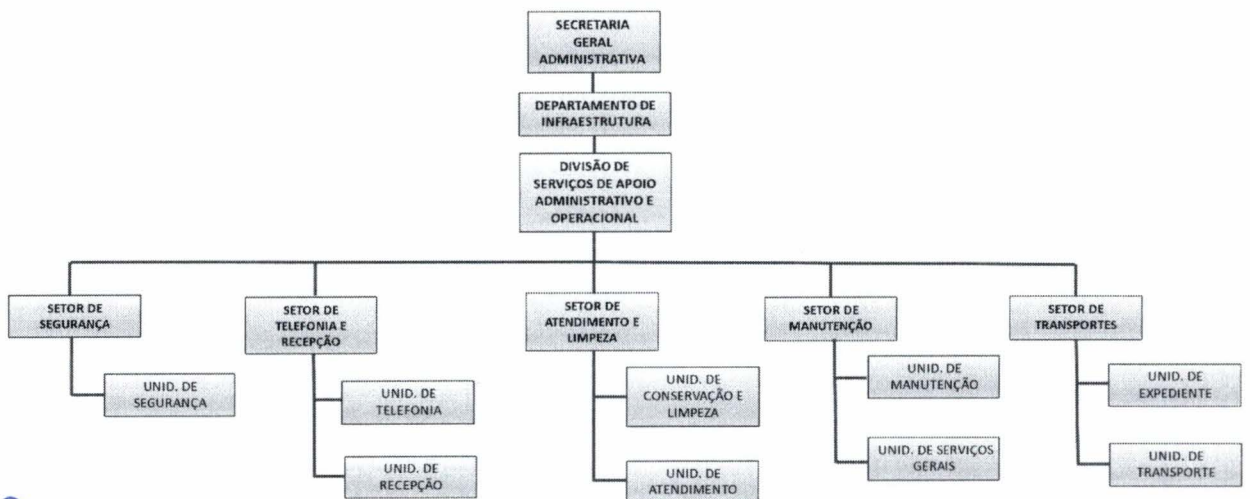 SECRETARIA
GERAL
ADMINISTRATIVA
DEPARTAMENTO DE
INFRAESTRUTURA
DIVISÃO DE
SERVIÇOS DE APOIO
ADMINISTRATIVO E
OPERACIONAL
SETOR DE
SEGURANÇA
UNID. DE
SEGURANÇA
SETOR DE
TELEFONIA E
RECEPÇÃO
UNID. DE
TELEFONIA
UNID. DE
RECEPÇÃO
SETOR DE
ATENDIMENTO E
LIMPEZA
UNID. DE
CONSERVAÇÃO E
LIMPEZA
UNID. DE
ATENDIMENTO
SETOR DE
MANUTENÇÃO
UNID. DE
MANUTENÇÃO
UNID. DE SERVIÇOS
GERAIS
SETOR DE
TRANSPORTES
UNID. DE
EXPEDIENTE
UNID. DE
TRANSPORTE